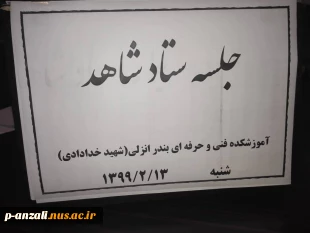 جلسه ستاد شاهد
آموزشکده فنی و حرفه ای بندر انزلی(شهید خدادادی)
شنبه ۱۳۹۹/۲/۱۳
p-anzali.nus.ac.ir